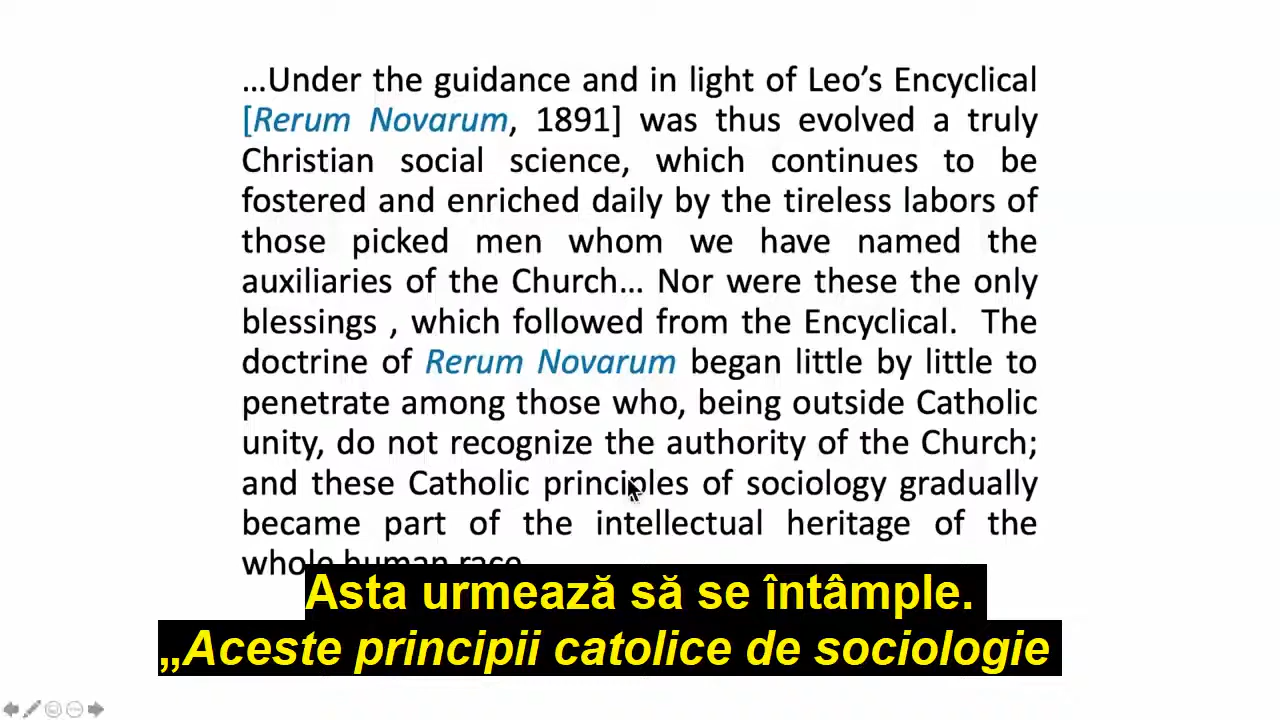 …Under the guidance and in light of Leo’s Encyclical
[Rerum Novarum, 1891] was thus evolved a truly
Christian social science, which continues to be
fostered and enriched daily by the tireless labors of
those picked men whom we have named the
auxiliaries of the Church… Nor were these the only
blessings , which followed from the Encyclical. The
doctrine of Rerum Novarum began little by little to
penetrate among those who, being outside Catholic
unity, do not recognize the authority of the Church;
and these Catholic principles of sociology gradually
became part of the intellectual heritage of the
whole human race
Asta urmează să se întâmple.
„Aceste principii catolice de sociologie